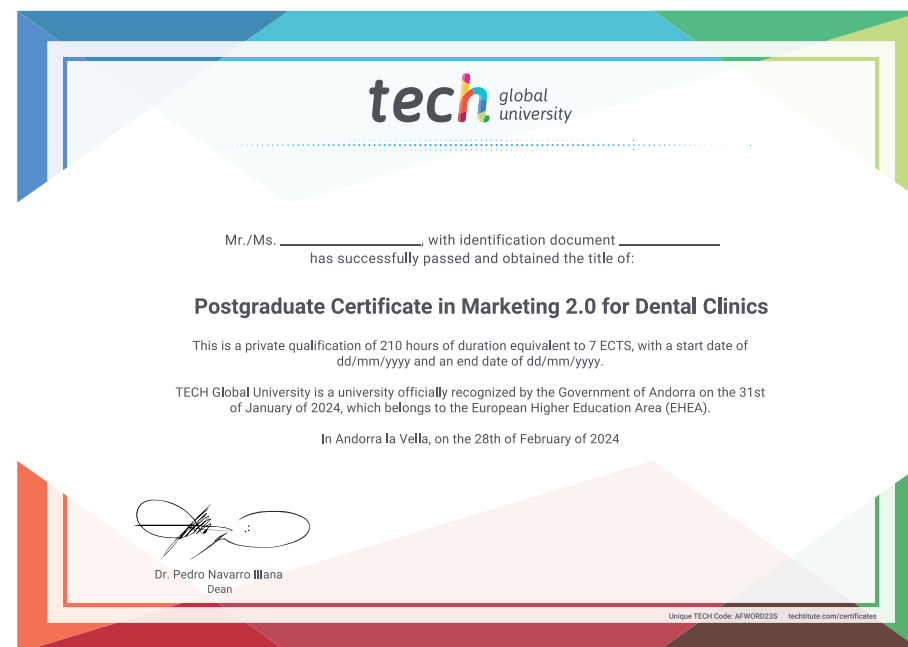 tech global university
Mr./Ms. ____________________, with identification document ______________
has successfully passed and obtained the title of:
Postgraduate Certificate in Marketing 2.0 for Dental Clinics
This is a private qualification of 210 hours of duration equivalent to 7 ECTS, with a start date of
dd/mm/yyyy and an end date of dd/mm/yyyy.
TECH Global University is a university officially recognized by the Government of Andorra on the 31st
of January of 2024, which belongs to the European Higher Education Area (EHEA).
In Andorra la Vella, on the 28th of February of 2024
Dr. Pedro Navarro Illana
Dean
Unique TECH Code: AFWORD23S techtitute.com/certificates